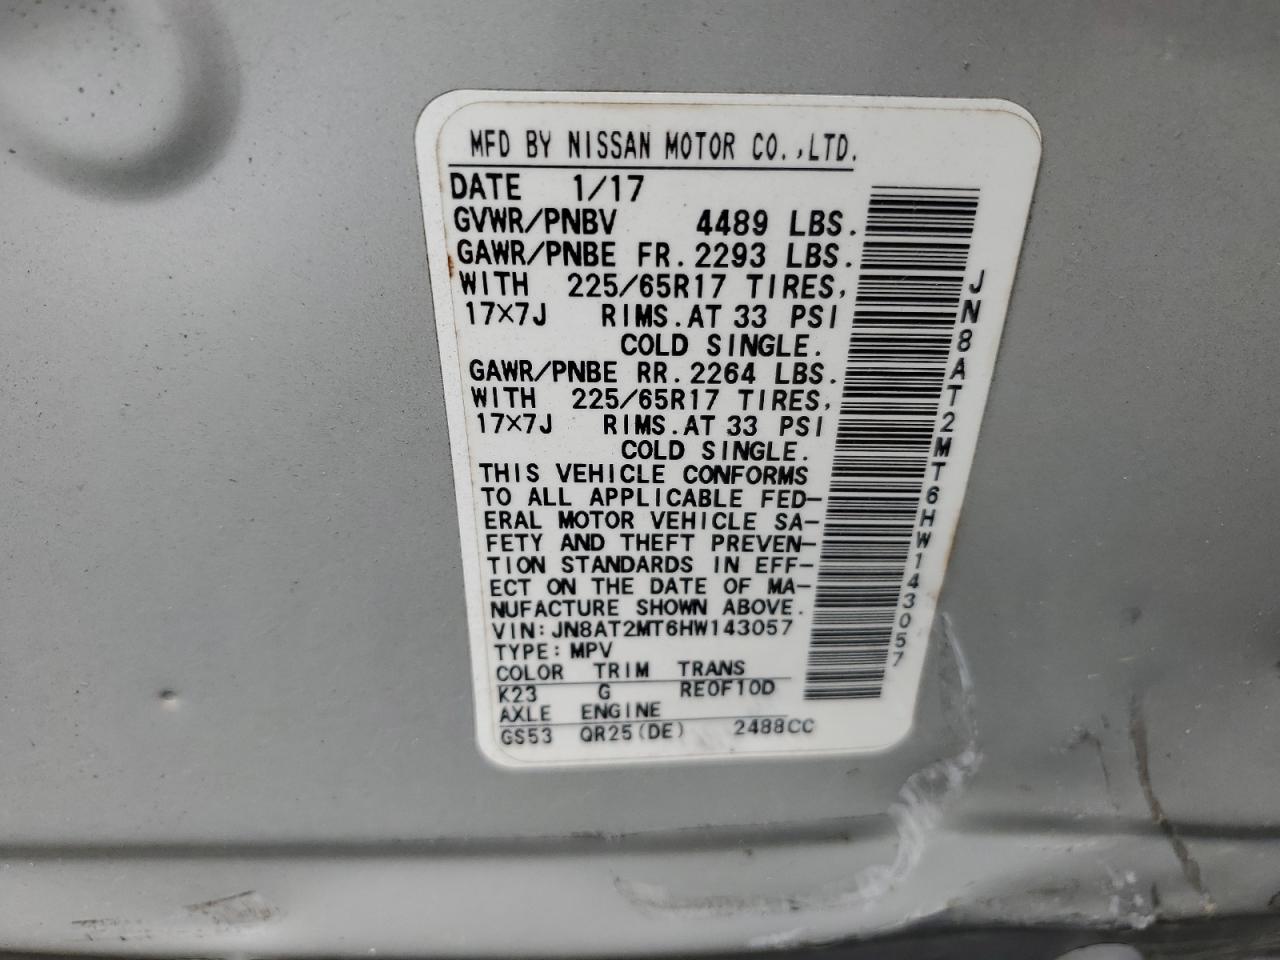 MFD BY NISSAN MOTOR CO.,LTD.
DATE 1/17
GVWR/PNBV 4489 LBS.
GAWR/PNBE FR.2293 LBS.
WITH 225/65R17 TIRES,
17×7J RIMS.AT 33 PSI
COLD SINGLE.
GAWR/PNBE RR.2264 LBS.
WITH 225/65R17 TIRES,
17×7J RIMS.AT 33 PSI
COLD SINGLE.
THIS VEHICLE CONFORMS
TO ALL APPLICABLE FED-
ERAL MOTOR VEHICLE SA-
FETY AND THEFT PREVEN-
TION STANDARDS IN EFF-
ECT ON THE DATE OF MA-
NUFACTURE SHOWN ABOVE.
VIN:JN8AT2MT6HW143057
TYPE:MPV
COLOR TRIM TRANS
K23 G RE0F10D
AXLE ENGINE
GS53 QR25(DE) 2488CC
JN8AT2MT6HW143057